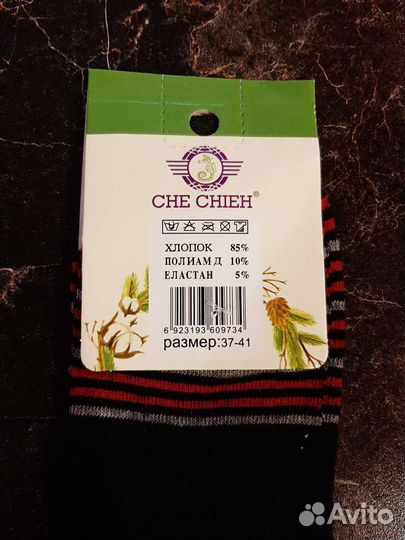 CHE CHIEH®
ХЛОПОК 85%
ПОЛИАМ Д 10%
ЕЛАСТАН 5%
6 923193 609734
размер:37-41
Avito